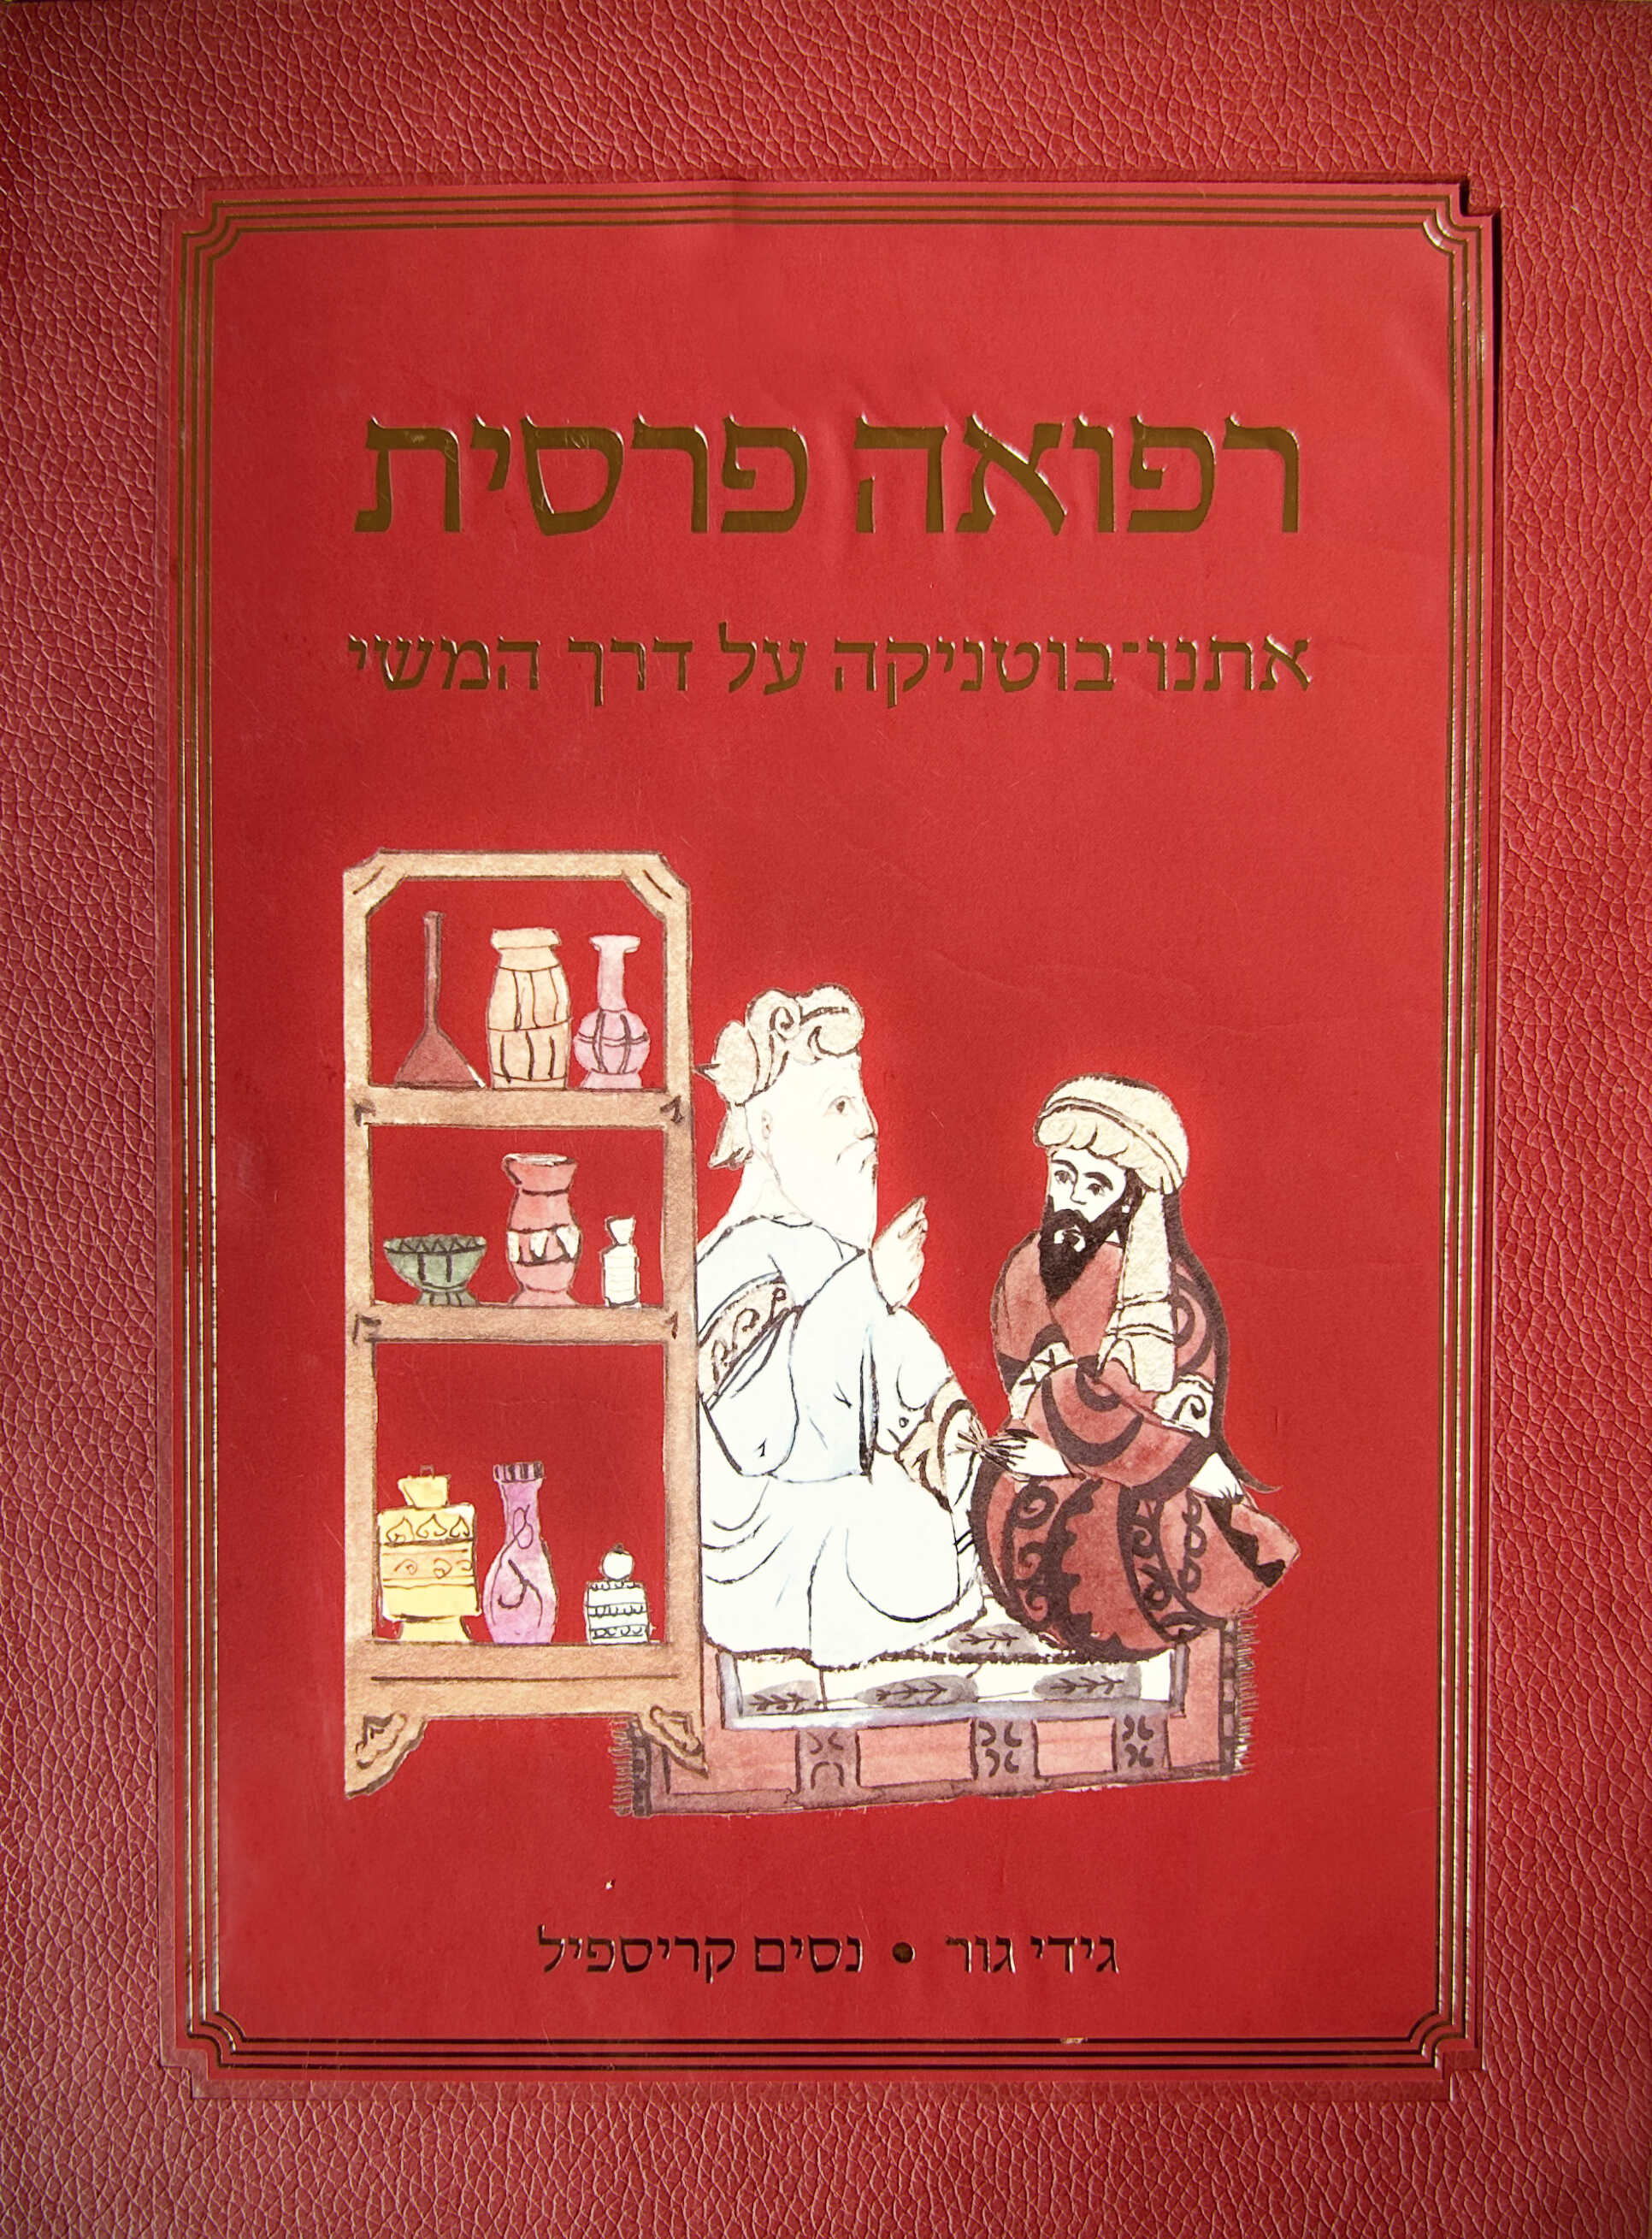 רפואה פרסית
אתנו־בוטניקה על דרך המשי
גידי גור • נסים קריספיל